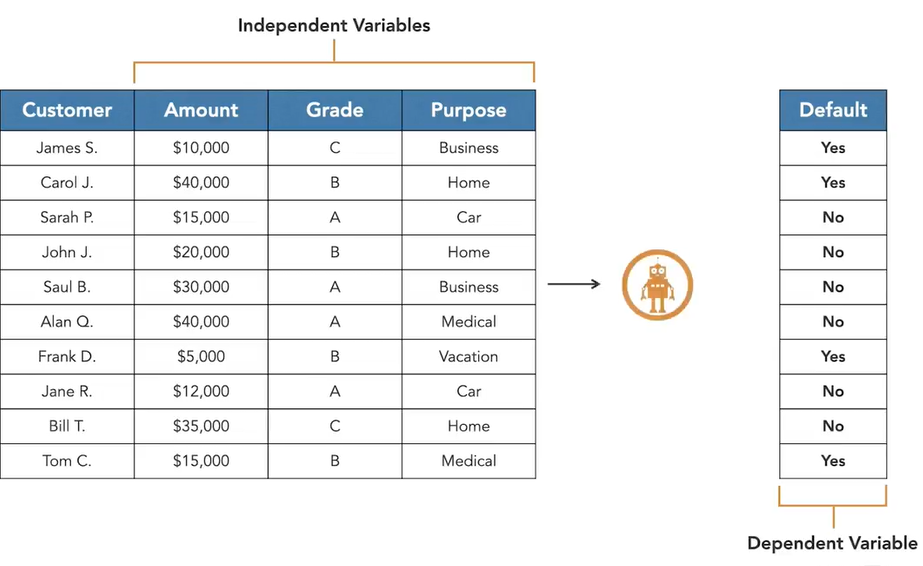 Independent Variables
Customer Amount Grade Purpose Default
James S. $10,000 C Business Yes
Carol J. $40,000 B Home Yes
Sarah P. $15,000 A Car No
John J. $20,000 B Home No
Saul B. $30,000 A Business No
Alan Q. $40,000 A Medical No
Frank D. $5,000 B Vacation Yes
Jane R. $12,000 A Car No
Bill T. $35,000 C Home No
Tom C. $15,000 B Medical Yes
Dependent Variable